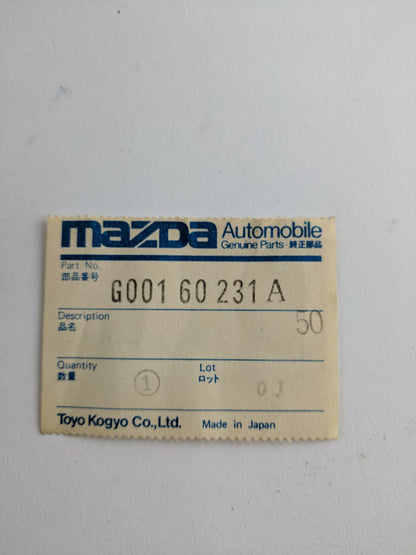 mazda Automobile
Genuine Parts・純正部品
Part No.
部品番号
G001 60 231 A
Description 50
品名
Quantity Lot
数量 ① ロット QJ
Toyo Kogyo Co.,Ltd. Made in Japan